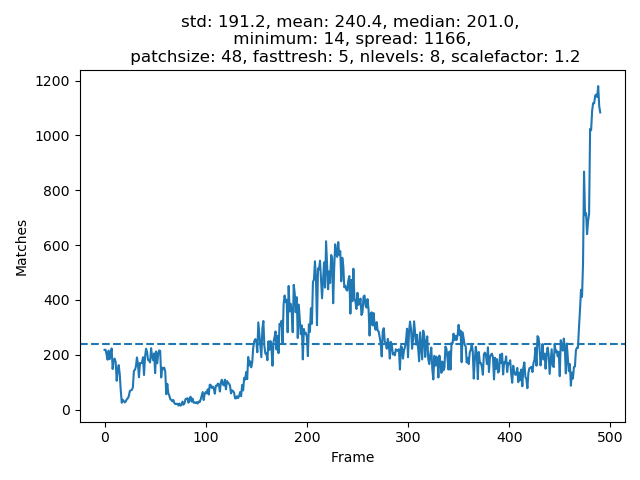 std: 191.2, mean: 240.4, median: 201.0,
minimum: 14, spread: 1166,
patchsize: 48, fasttresh: 5, nlevels: 8, scalefactor: 1.2
1200
1000
800
600
400
200
0
Matches
0 100 200 300 400 500
Frame